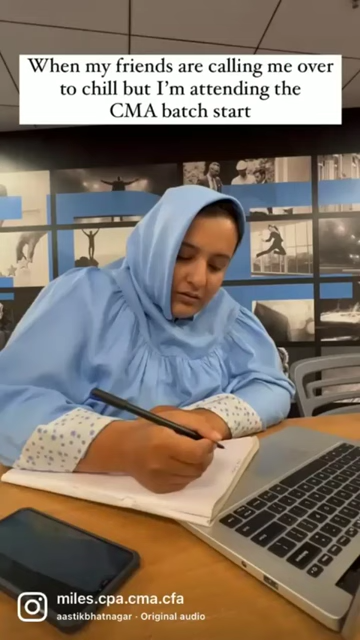 When my friends are calling me over
to chill but I'm attending the
CMA batch start
miles.cpa.cma.cfa
aastikbhatnagar • Original audio